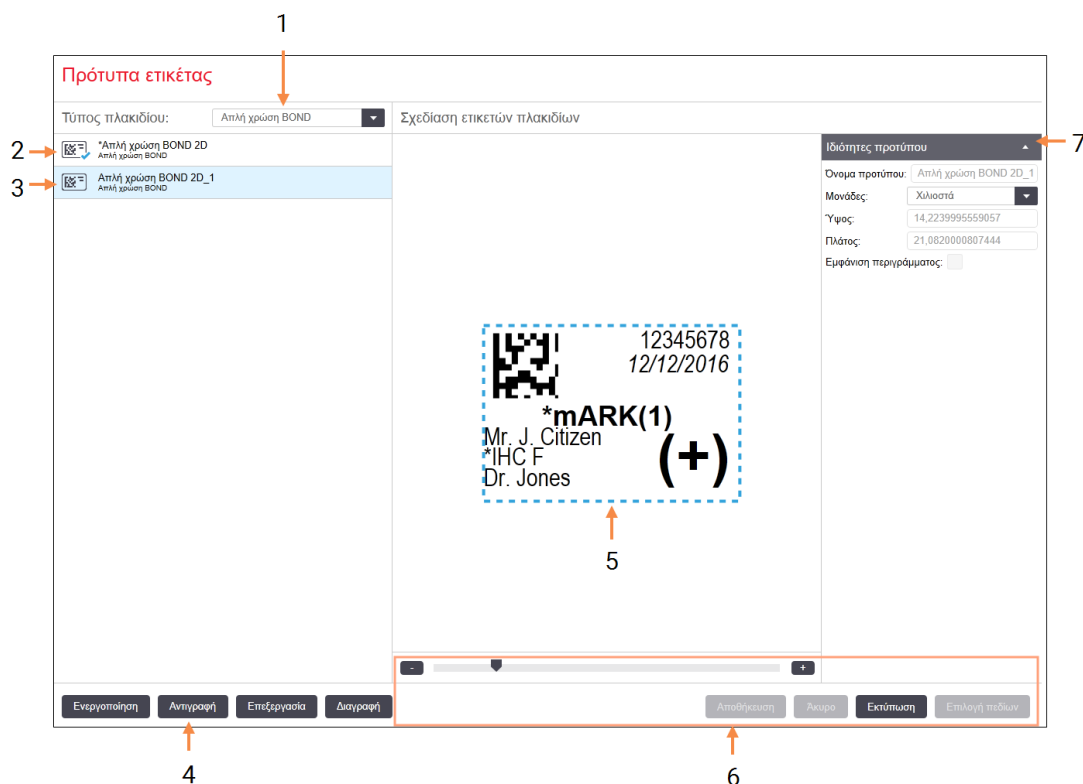 1
Πρότυπα ετικέτας
Τύπος πλακιδίου: Απλή χρώση BOND
Σχεδίαση ετικετών πλακιδίων
2
*Απλή χρώση BOND 2D
Απλή χρώση BOND
3
Απλή χρώση BOND 2D_1
Απλή χρώση BOND
Ιδιότητες προτύπου
7
Όνομα προτύπου: Απλή χρώση BOND 2D_1
Μονάδες: Χιλιοστά
Ύψος: 14,2239995559057
Πλάτος: 21,0820000807444
Εμφάνιση περιγράμματος:
12345678
12/12/2016
*mARK(1)
Mr. J. Citizen
*IHC F
Dr. Jones
(+)
5
- +
Ενεργοποίηση Αντιγραφή Επεξεργασία Διαγραφή
Αποθήκευση Άκυρο Εκτύπωση Επιλογή πεδίων
4
6